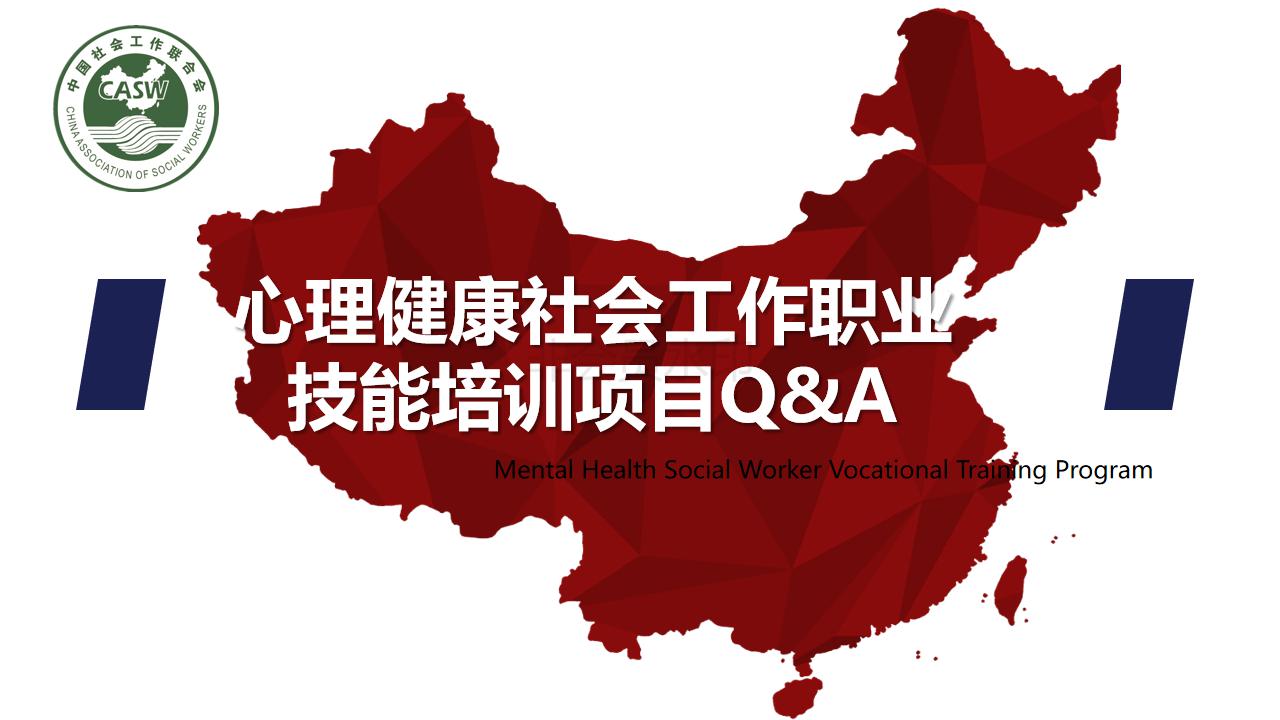 中国社会工作联合会
CASW
CHINA ASSOCIATION OF SOCIAL WORKERS
心理健康社会工作职业
技能培训项目Q&A
Mental Health Social Worker Vocational Training Program